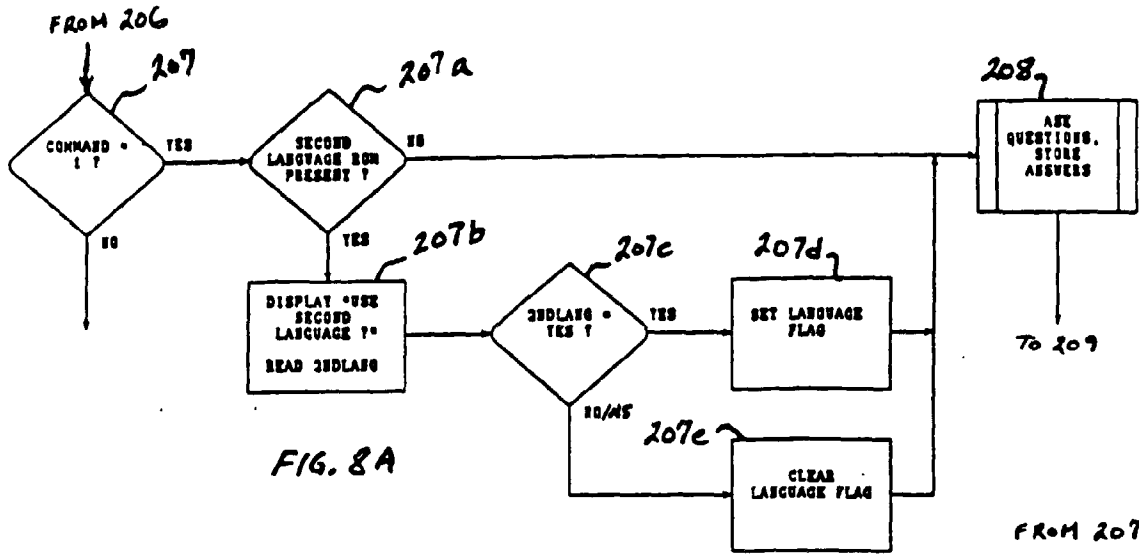 FROM 206
207
COMMAND =
1 ?
YES
NO
207a
SECOND
LANGUAGE ROM
PRESENT ?
NO
YES
207b
DISPLAY "USE
SECOND
LANGUAGE ?"
READ 2NDLANG
207c
2NDLANG =
YES ?
YES
NO/NS
207d
SET LANGUAGE
FLAG
207e
CLEAR
LANGUAGE FLAG
208
ASK
QUESTIONS,
STORE
ANSWERS
TO 209
FIG. 8A
FROM 207